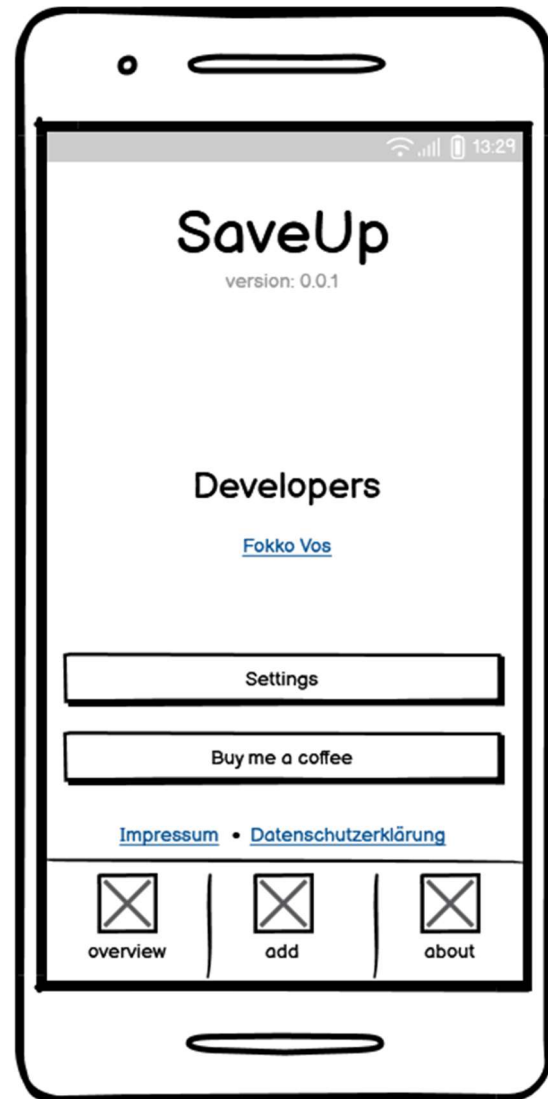 13:29
SaveUp
version: 0.0.1
Developers
Fokko Vos
Settings
Buy me a coffee
Impressum • Datenschutzerklärung
overview add about